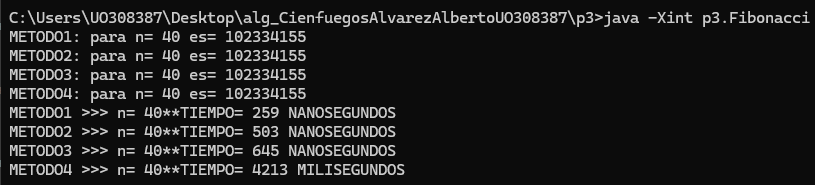 C:\Users\UO308387\Desktop\alg_CienfuegosAlvarezAlbertoUO308387\p3>java -Xint p3.Fibonacci
METODO1: para n= 40 es= 102334155
METODO2: para n= 40 es= 102334155
METODO3: para n= 40 es= 102334155
METODO4: para n= 40 es= 102334155
METODO1 >>> n= 40**TIEMPO= 259 NANOSEGUNDOS
METODO2 >>> n= 40**TIEMPO= 503 NANOSEGUNDOS
METODO3 >>> n= 40**TIEMPO= 645 NANOSEGUNDOS
METODO4 >>> n= 40**TIEMPO= 4213 MILISEGUNDOS